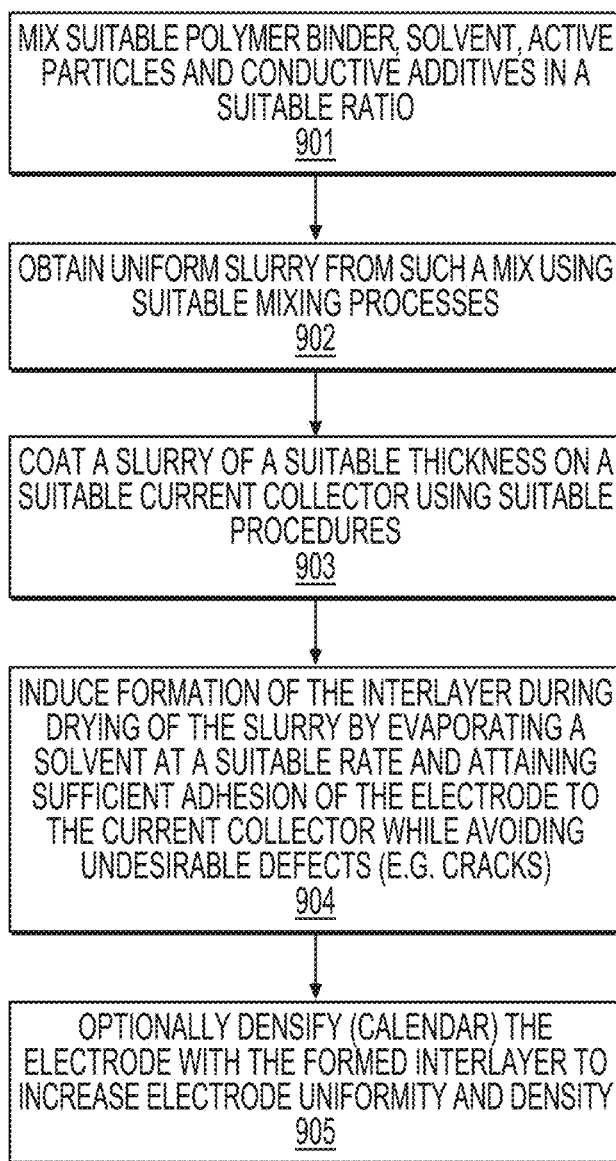 MIX SUITABLE POLYMER BINDER, SOLVENT, ACTIVE
PARTICLES AND CONDUCTIVE ADDITIVES IN A
SUITABLE RATIO
901
OBTAIN UNIFORM SLURRY FROM SUCH A MIX USING
SUITABLE MIXING PROCESSES
902
COAT A SLURRY OF A SUITABLE THICKNESS ON A
SUITABLE CURRENT COLLECTOR USING SUITABLE
PROCEDURES
903
INDUCE FORMATION OF THE INTERLAYER DURING
DRYING OF THE SLURRY BY EVAPORATING A
SOLVENT AT A SUITABLE RATE AND ATTAINING
SUFFICIENT ADHESION OF THE ELECTRODE TO
THE CURRENT COLLECTOR WHILE AVOIDING
UNDESIRABLE DEFECTS (E.G. CRACKS)
904
OPTIONALLY DENSIFY (CALENDAR) THE
ELECTRODE WITH THE FORMED INTERLAYER TO
INCREASE ELECTRODE UNIFORMITY AND DENSITY
905